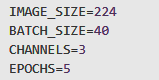 IMAGE_SIZE=224
BATCH_SIZE=40
CHANNELS=3
EPOCHS=5